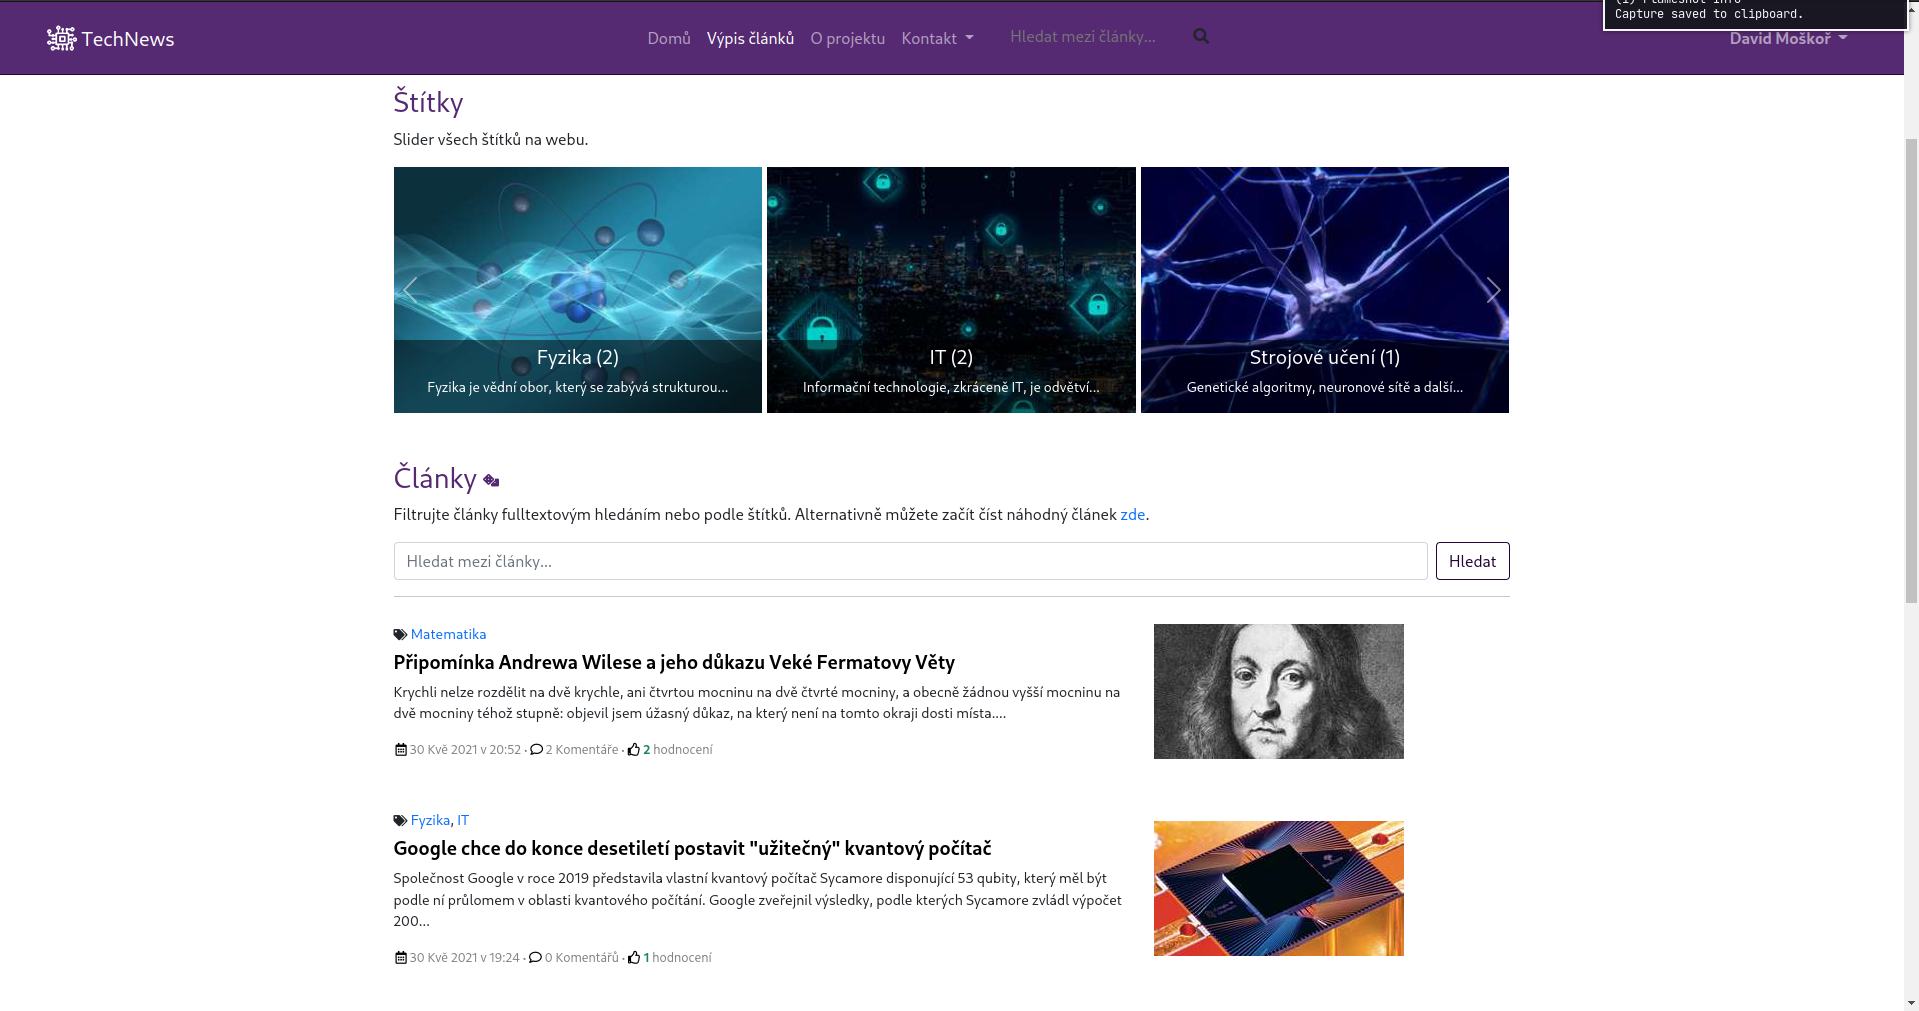 Capture saved to clipboard.
TechNews
Domů Výpis článků O projektu Kontakt Hledat mezi články... David Moškoř
Štítky
Slider všech štítků na webu.
Fyzika (2)
Fyzika je vědní obor, který se zabývá strukturou...
IT (2)
Informační technologie, zkráceně IT, je odvětví...
Strojové učení (1)
Genetické algoritmy, neuronové sítě a další...
Články
Filtrujte články fulltextovým hledáním nebo podle štítků. Alternativně můžete začít číst náhodný článek zde.
Hledat mezi články... Hledat
Matematika
Připomínka Andrewa Wilese a jeho důkazu Veké Fermatovy Věty
Krychli nelze rozdělit na dvě krychle, ani čtvrtou mocninu na dvě čtvrté mocniny, a obecně žádnou vyšší mocninu na
dvě mocniny téhož stupně: objevil jsem úžasný důkaz, na který není na tomto okraji dosti místa....
30 Kvě 2021 v 20:52 · 2 Komentáře · 2 hodnocení
Fyzika, IT
Google chce do konce desetiletí postavit "užitečný" kvantový počítač
Společnost Google v roce 2019 představila vlastní kvantový počítač Sycamore disponující 53 qubity, který měl být
podle ní průlomem v oblasti kvantového počítání. Google zveřejnil výsledky, podle kterých Sycamore zvládl výpočet
200...
30 Kvě 2021 v 19:24 · 0 Komentářů · 1 hodnocení